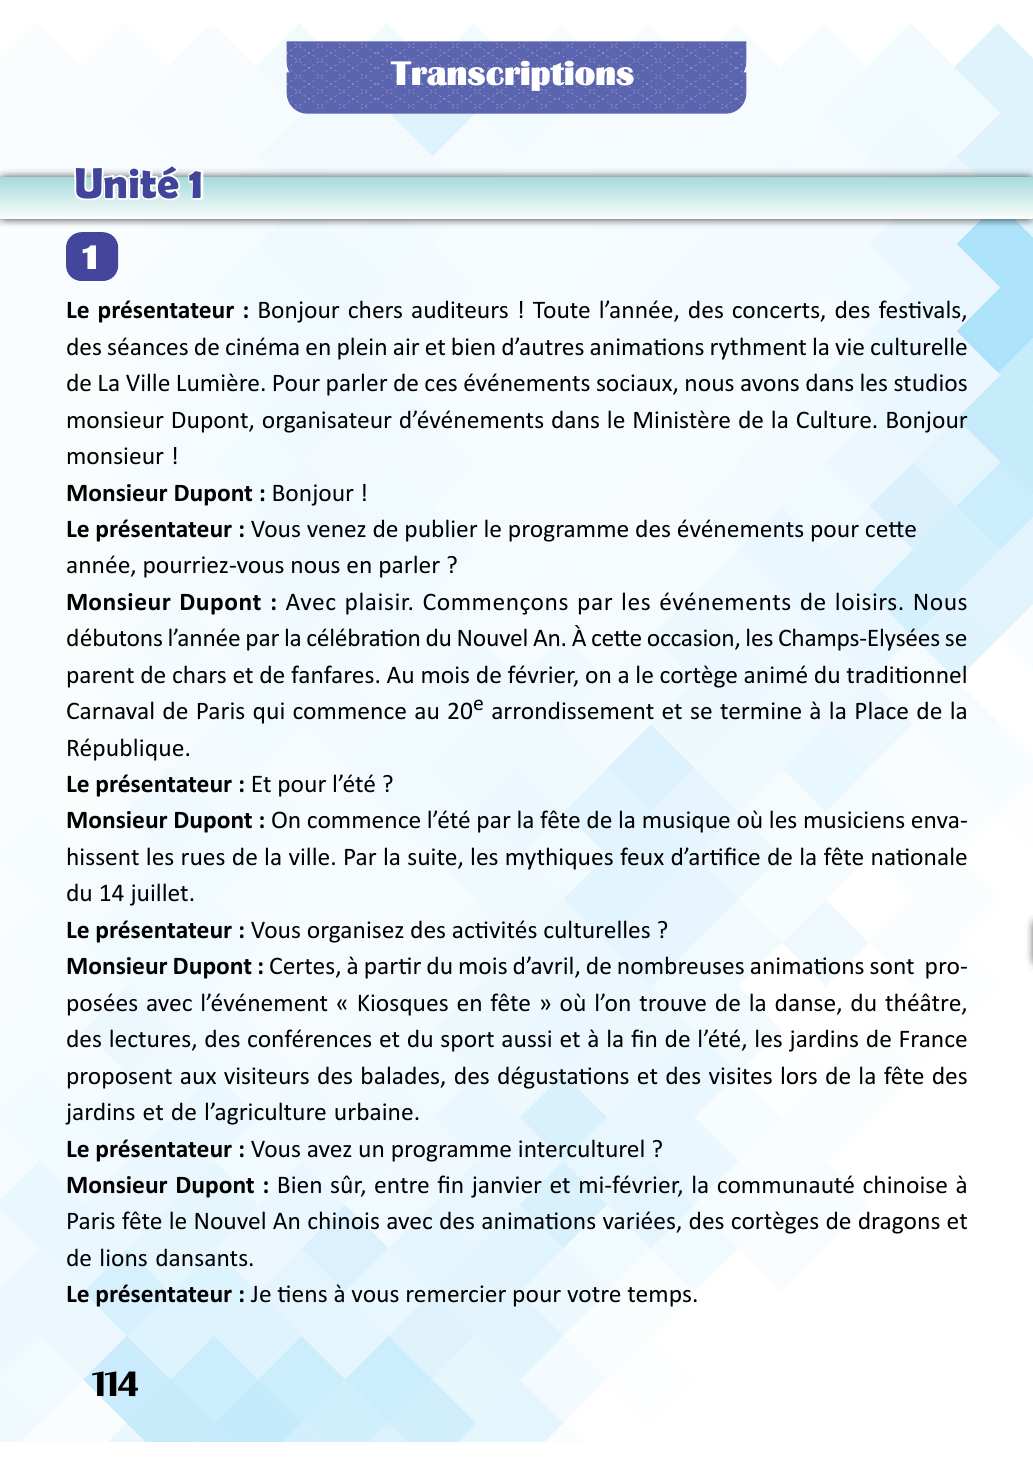 Transcriptions
Unité 1
1
Le présentateur : Bonjour chers auditeurs ! Toute l’année, des concerts, des festivals,
des séances de cinéma en plein air et bien d’autres animations rythment la vie culturelle
de La Ville Lumière. Pour parler de ces événements sociaux, nous avons dans les studios
monsieur Dupont, organisateur d’événements dans le Ministère de la Culture. Bonjour
monsieur !
Monsieur Dupont : Bonjour !
Le présentateur : Vous venez de publier le programme des événements pour cette
année, pourriez-vous nous en parler ?
Monsieur Dupont : Avec plaisir. Commençons par les événements de loisirs. Nous
débutons l’année par la célébration du Nouvel An. À cette occasion, les Champs-Elysées se
parent de chars et de fanfares. Au mois de février, on a le cortège animé du traditionnel
Carnaval de Paris qui commence au 20e arrondissement et se termine à la Place de la
République.
Le présentateur : Et pour l’été ?
Monsieur Dupont : On commence l’été par la fête de la musique où les musiciens enva-
hissent les rues de la ville. Par la suite, les mythiques feux d’artifice de la fête nationale
du 14 juillet.
Le présentateur : Vous organisez des activités culturelles ?
Monsieur Dupont : Certes, à partir du mois d’avril, de nombreuses animations sont pro-
posées avec l’événement « Kiosques en fête » où l’on trouve de la danse, du théâtre,
des lectures, des conférences et du sport aussi et à la fin de l’été, les jardins de France
proposent aux visiteurs des balades, des dégustations et des visites lors de la fête des
jardins et de l’agriculture urbaine.
Le présentateur : Vous avez un programme interculturel ?
Monsieur Dupont : Bien sûr, entre fin janvier et mi-février, la communauté chinoise à
Paris fête le Nouvel An chinois avec des animations variées, des cortèges de dragons et
de lions dansants.
Le présentateur : Je tiens à vous remercier pour votre temps.
114